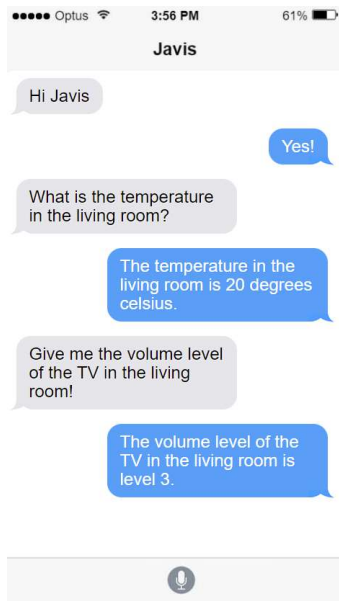 Optus 3:56 PM 61%
Javis
Hi Javis
Yes!
What is the temperature
in the living room?
The temperature in the
living room is 20 degrees
celsius.
Give me the volume level
of the TV in the living
room!
The volume level of the
TV in the living room is
level 3.